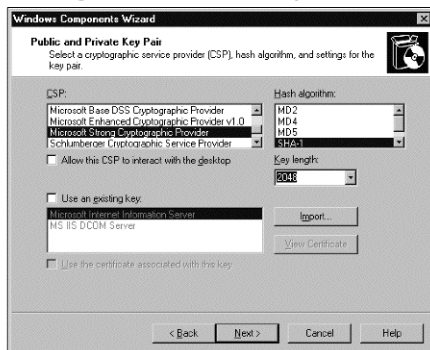 Windows Components Wizard
Public and Private Key Pair
Select a cryptographic service provider (CSP), hash algorithm, and settings for the
key pair.
CSP:
Microsoft Base DSS Cryptographic Provider
Microsoft Enhanced Cryptographic Provider v1.0
Microsoft Strong Cryptographic Provider
Schlumberger Cryptographic Service Provider
Allow this CSP to interact with the desktop
Hash algorithm:
MD2
MD4
MD5
SHA-1
Key length:
2048
Use an existing key:
Microsoft Internet Information Server
MS IIS DCOM Server
Import...
View Certificate
Use the certificate associated with this key
< Back
Next >
Cancel
Help